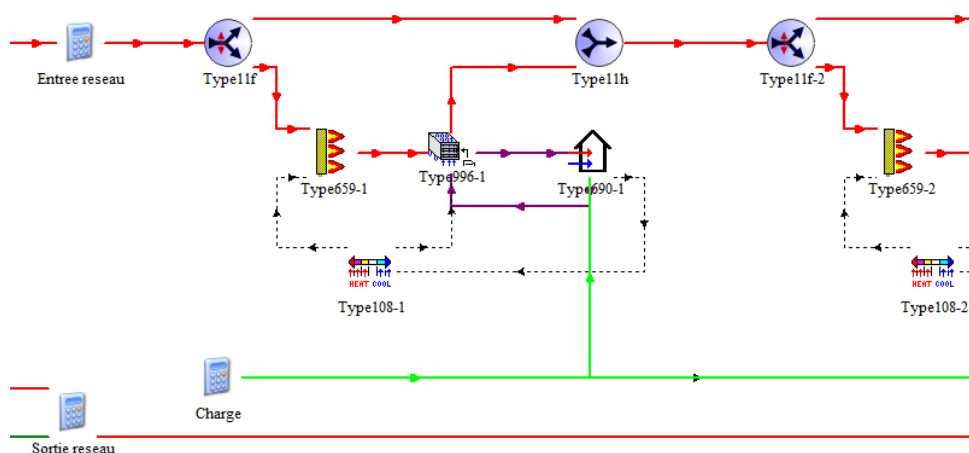 Entree reseau
Type11f
Type11h
Type11f-2
Type659-1
Type996-1
Type690-1
Type659-2
HEAT COOL
Type108-1
HEAT COOL
Type108-2
Charge
Sortie reseau